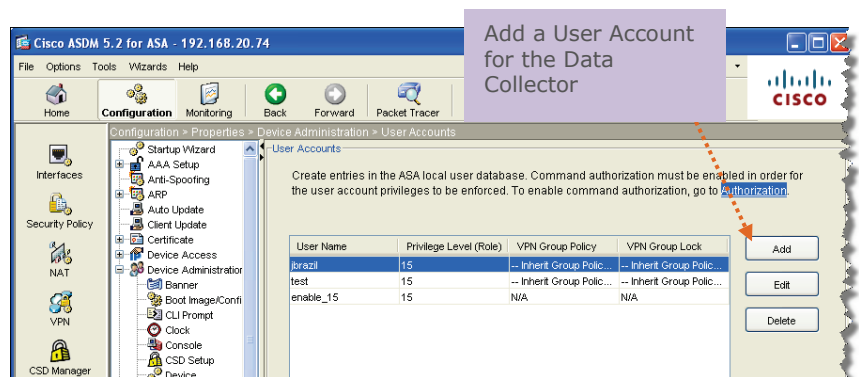 Cisco ASDM 5.2 for ASA - 192.168.20.74
Add a User Account
for the Data
Collector
File Options Tools Wizards Help
Home Configuration Monitoring Back Forward Packet Tracer
CISCO
Configuration > Properties > Device Administration > User Accounts
Interfaces
Security Policy
NAT
VPN
CSD Manager
Startup Wizard
AAA Setup
Anti-Spoofing
ARP
Auto Update
Client Update
Certificate
Device Access
Device Administration
Banner
Boot Image/Confi
CLI Prompt
Clock
Console
CSD Setup
Device
User Accounts
Create entries in the ASA local user database. Command authorization must be enabled in order for
the user account privileges to be enforced. To enable command authorization, go to Authorization.
User Name Privilege Level (Role) VPN Group Policy VPN Group Lock
jbrazil 15 -- Inherit Group Polic... -- Inherit Group Polic...
test 15 -- Inherit Group Polic... -- Inherit Group Polic...
enable_15 15 N/A N/A
Add
Edit
Delete